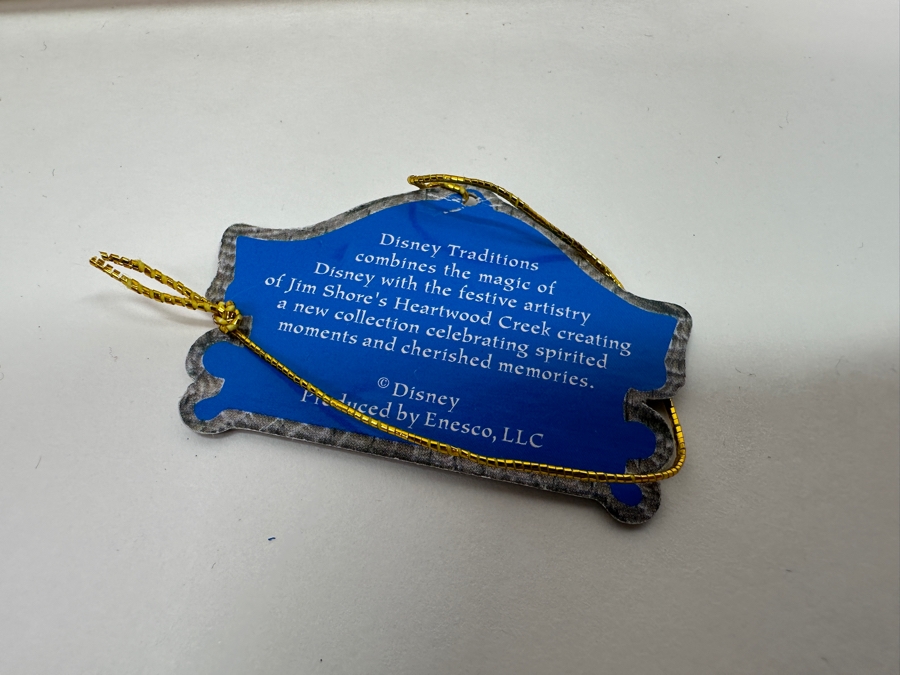 Disney Traditions
combines the magic of
Disney with the festive artistry
of Jim Shore's Heartwood Creek creating
a new collection celebrating spirited
moments and cherished memories.
© Disney
Produced by Enesco, LLC